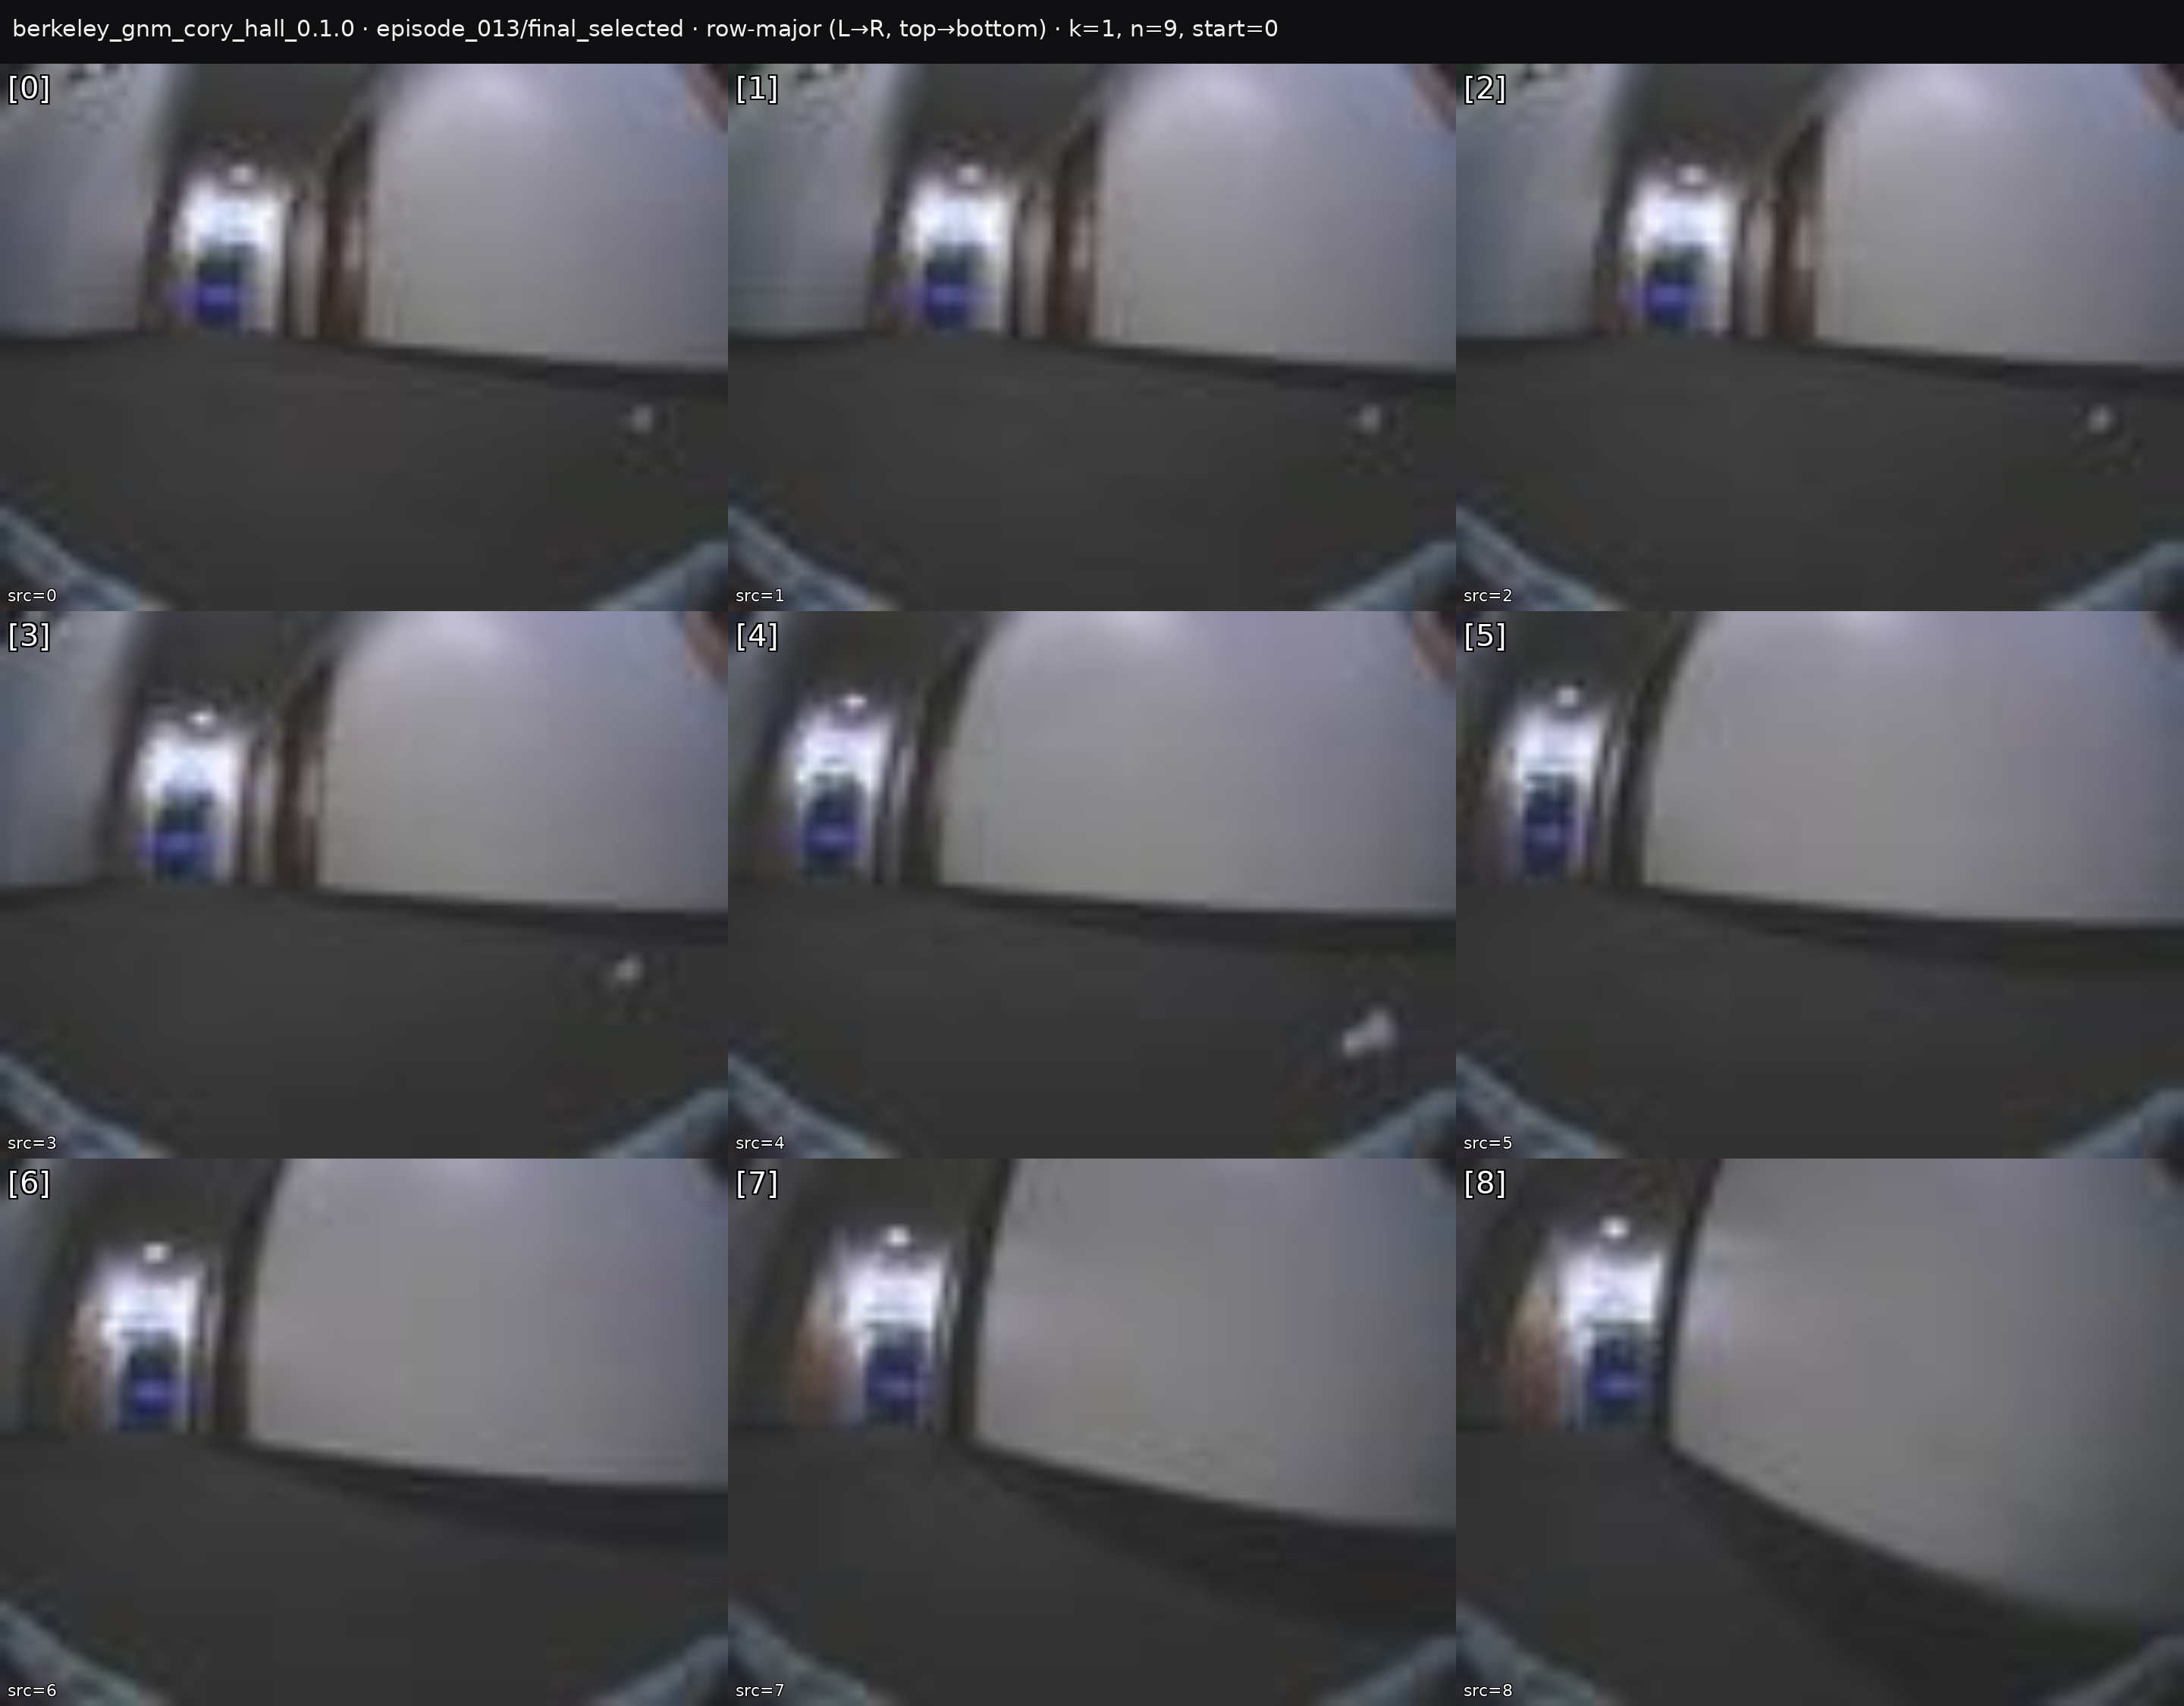 berkeley_gnm_cory_hall_0.1.0 · episode_013/final_selected · row-major (L→R, top→bottom) · k=1, n=9, start=0
[0]
[1]
[2]
src=0
src=1
src=2
[3]
[4]
[5]
src=3
src=4
src=5
[6]
[7]
[8]
src=6
src=7
src=8